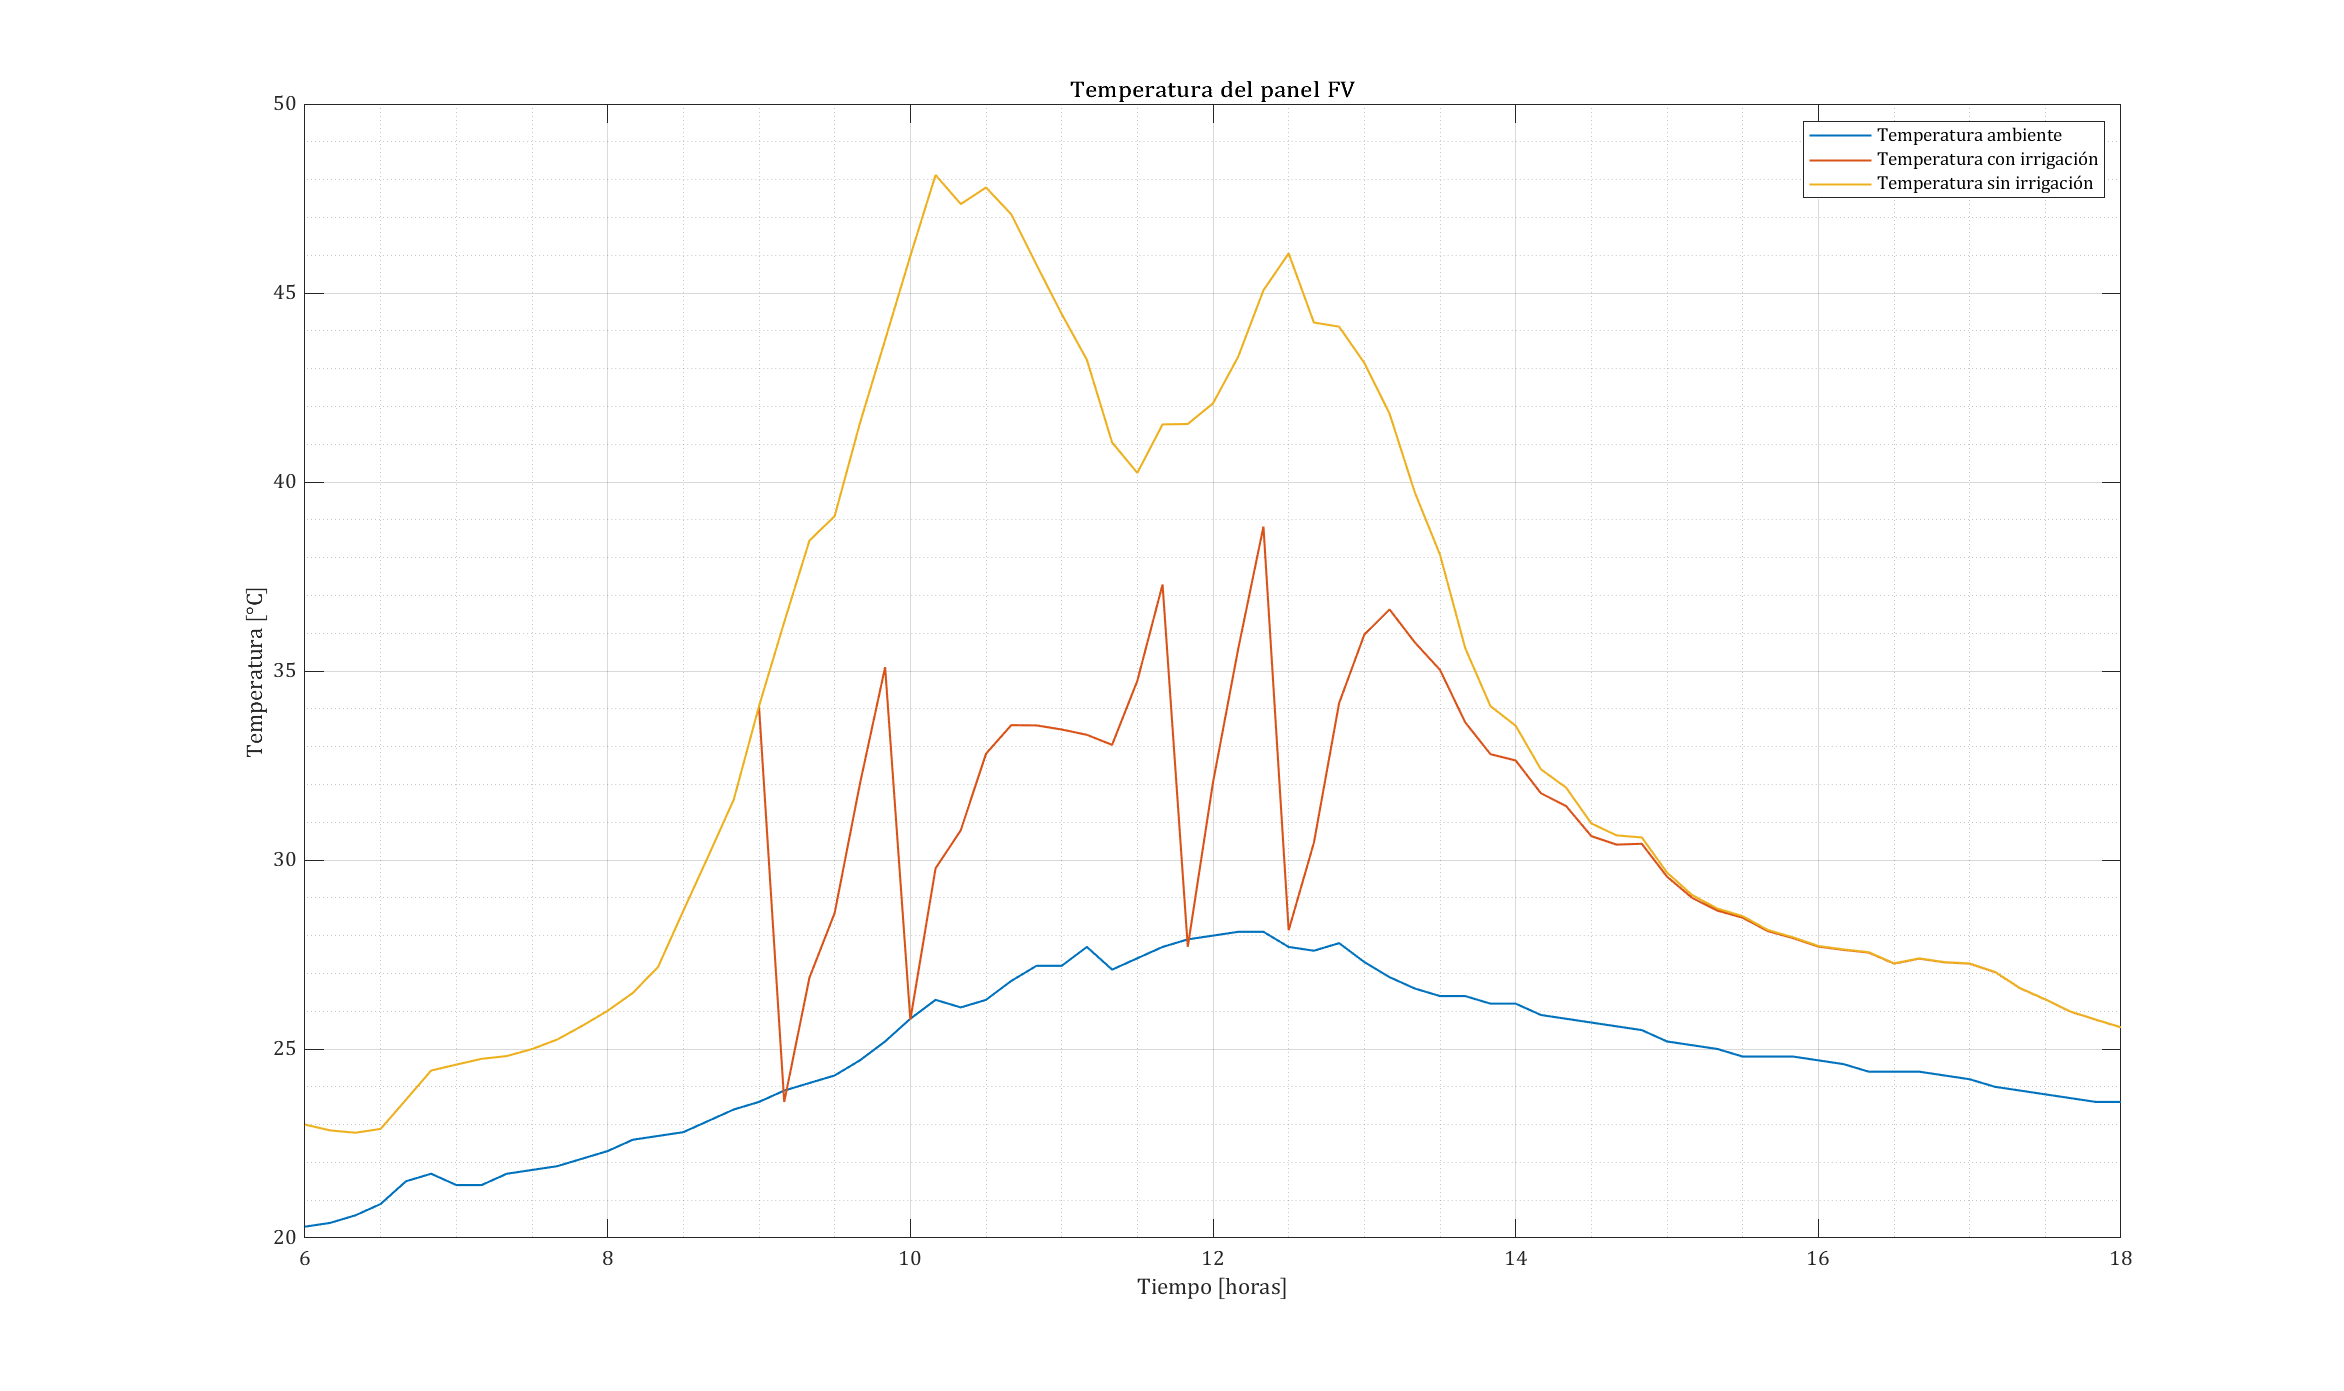 Temperatura del panel FV
50
45
40
35
30
25
20
Temperatura [°C]
Temperatura ambiente
Temperatura con irrigación
Temperatura sin irrigación
6 8 10 12 14 16 18
Tiempo [horas]